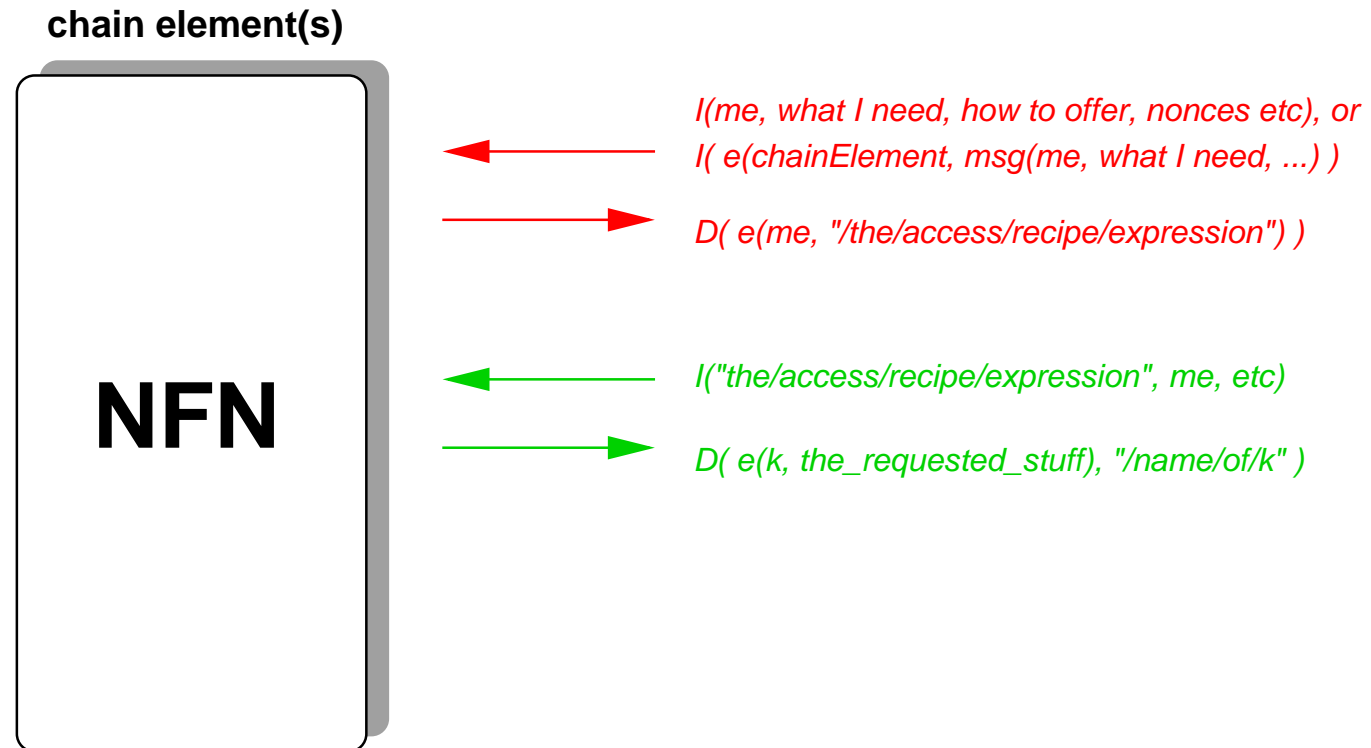 chain element(s)
I(me, what I need, how to offer, nonces etc), or
I( e(chainElement, msg(me, what I need, ...) )
D( e(me, "/the/access/recipe/expression") )
NFN
I("the/access/recipe/expression", me, etc)
D( e(k, the_requested_stuff), "/name/of/k" )